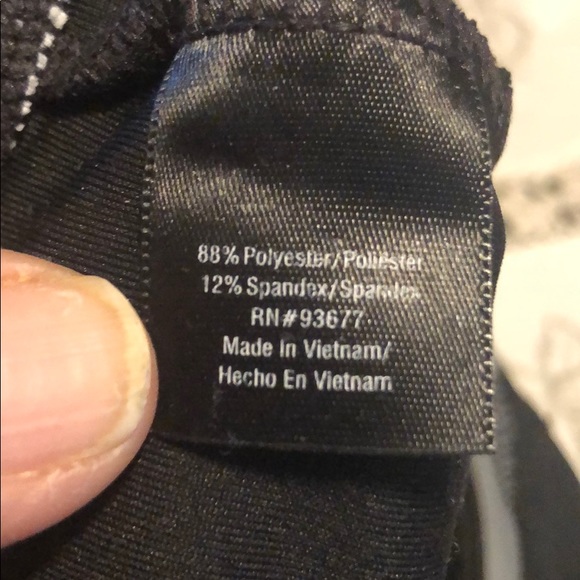 88% Polyester/Poliester
12% Spandex/Spandex
RN#93677
Made In Vietnam/
Hecho En Vietnam